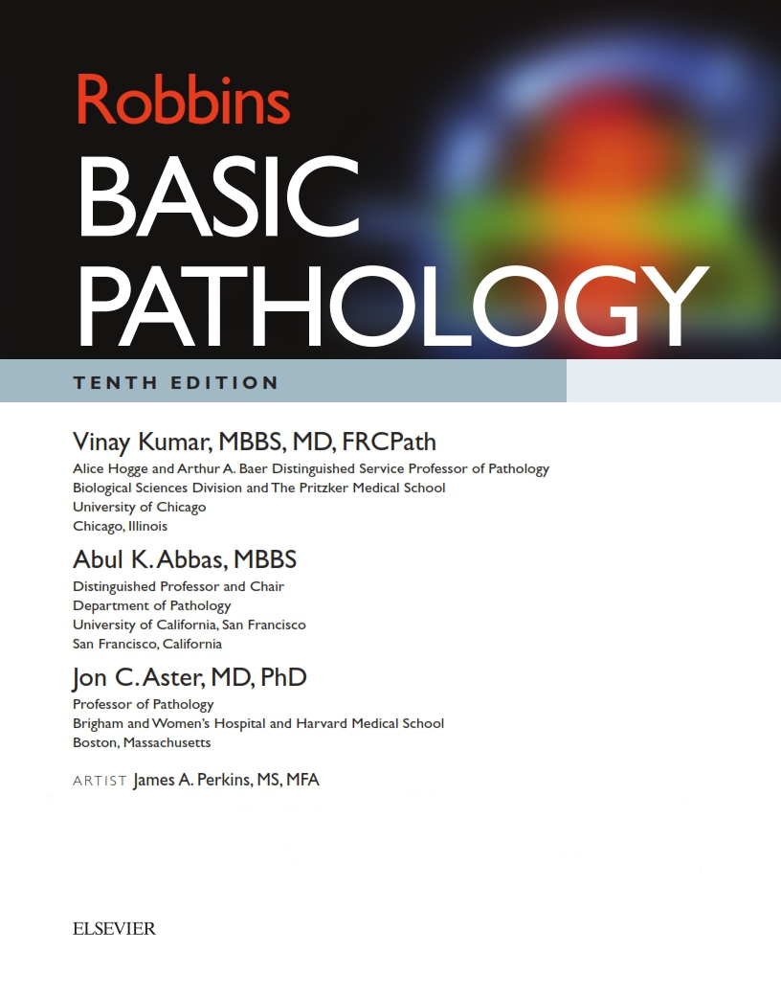 Robbins
BASIC
PATHOLOGY
TENTH EDITION
Vinay Kumar, MBBS, MD, FRCPath
Alice Hogge and Arthur A. Baer Distinguished Service Professor of Pathology
Biological Sciences Division and The Pritzker Medical School
University of Chicago
Chicago, Illinois
Abul K. Abbas, MBBS
Distinguished Professor and Chair
Department of Pathology
University of California, San Francisco
San Francisco, California
Jon C. Aster, MD, PhD
Professor of Pathology
Brigham and Women's Hospital and Harvard Medical School
Boston, Massachusetts
ARTIST James A. Perkins, MS, MFA
ELSEVIER